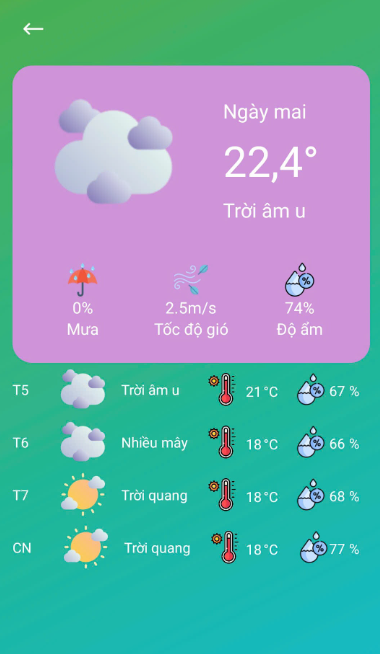 Ngày mai
22,4°
Trời âm u
0%
Mưa
2.5m/s
Tốc độ gió
74%
Độ ẩm
T5 Trời âm u 21°C 67 %
T6 Nhiều mây 18°C 66 %
T7 Trời quang 18°C 68 %
CN Trời quang 18°C 77 %